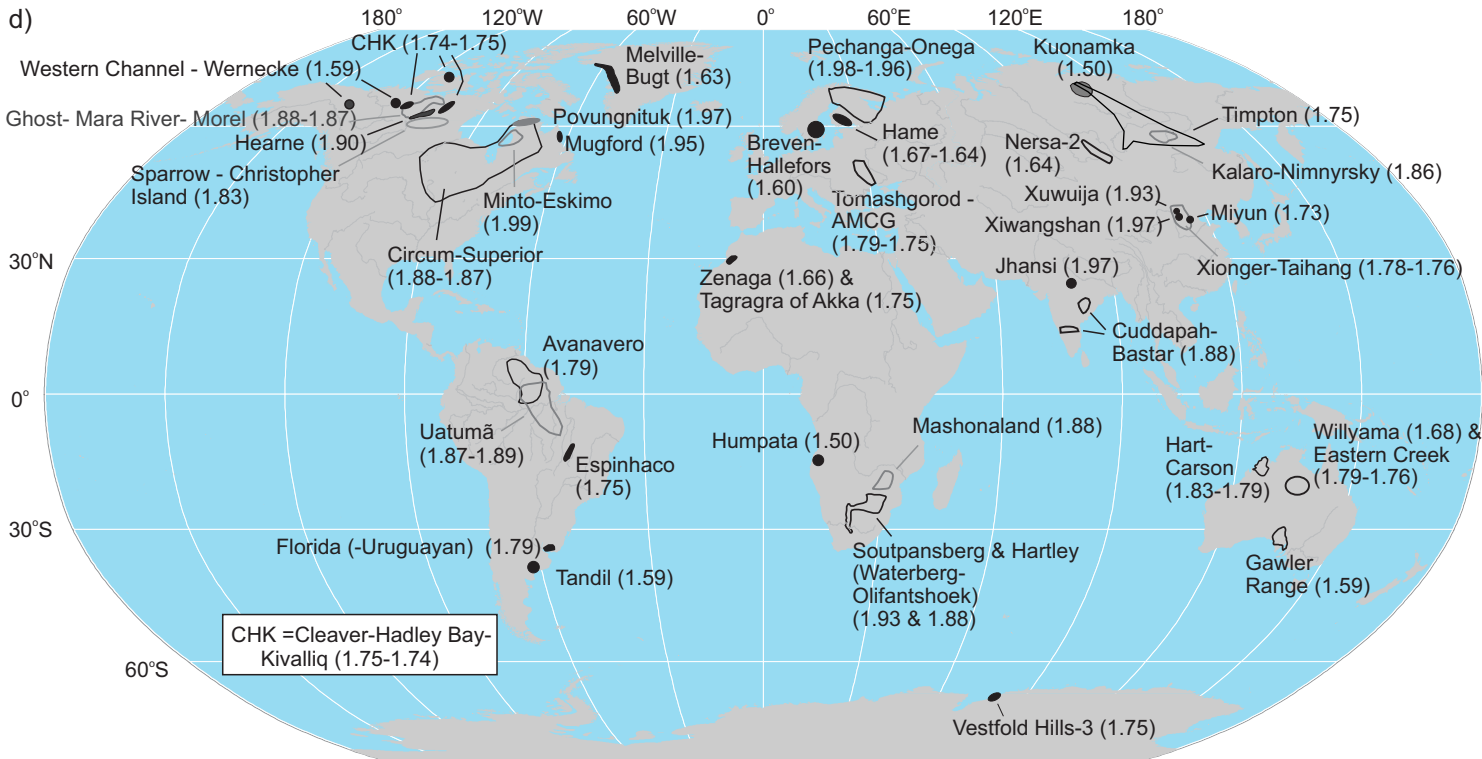 d)
180°
120°W
60°W
0°
60°E
120°E
180°
CHK (1.74-1.75)
Western Channel - Wernecke (1.59)
Ghost- Mara River- Morel (1.88-1.87)
Hearne (1.90)
Sparrow - Christopher
Island (1.83)
Melville-
Bugt (1.63)
Povungnituk (1.97)
Mugford (1.95)
Minto-Eskimo
(1.99)
Circum-Superior
(1.88-1.87)
Pechanga-Onega
(1.98-1.96)
Breven-
Hallefors
(1.60)
Hame
(1.67-1.64)
Tomashgorod -
AMCG
(1.79-1.75)
Kuonamka
(1.50)
Timpton (1.75)
Nersa-2
(1.64)
Kalaro-Nimnyrsky (1.86)
Xuwuija (1.93)
Xiwangshan (1.97)
Miyun (1.73)
Xionger-Taihang (1.78-1.76)
Jhansi (1.97)
Cuddapah-
Bastar (1.88)
30°N
Zenaga (1.66) &
Tagragra of Akka (1.75)
Avanavero
(1.79)
0°
Uatumã
(1.87-1.89)
Espinhaco
(1.75)
Humpata (1.50)
Mashonaland (1.88)
Hart-
Carson
(1.83-1.79)
Willyama (1.68) &
Eastern Creek
(1.79-1.76)
30°S
Florida (-Uruguayan) (1.79)
Tandil (1.59)
Soutpansberg & Hartley
(Waterberg-
Olifantshoek)
(1.93 & 1.88)
Gawler
Range (1.59)
CHK =Cleaver-Hadley Bay-
Kivalliq (1.75-1.74)
60°S
Vestfold Hills-3 (1.75)